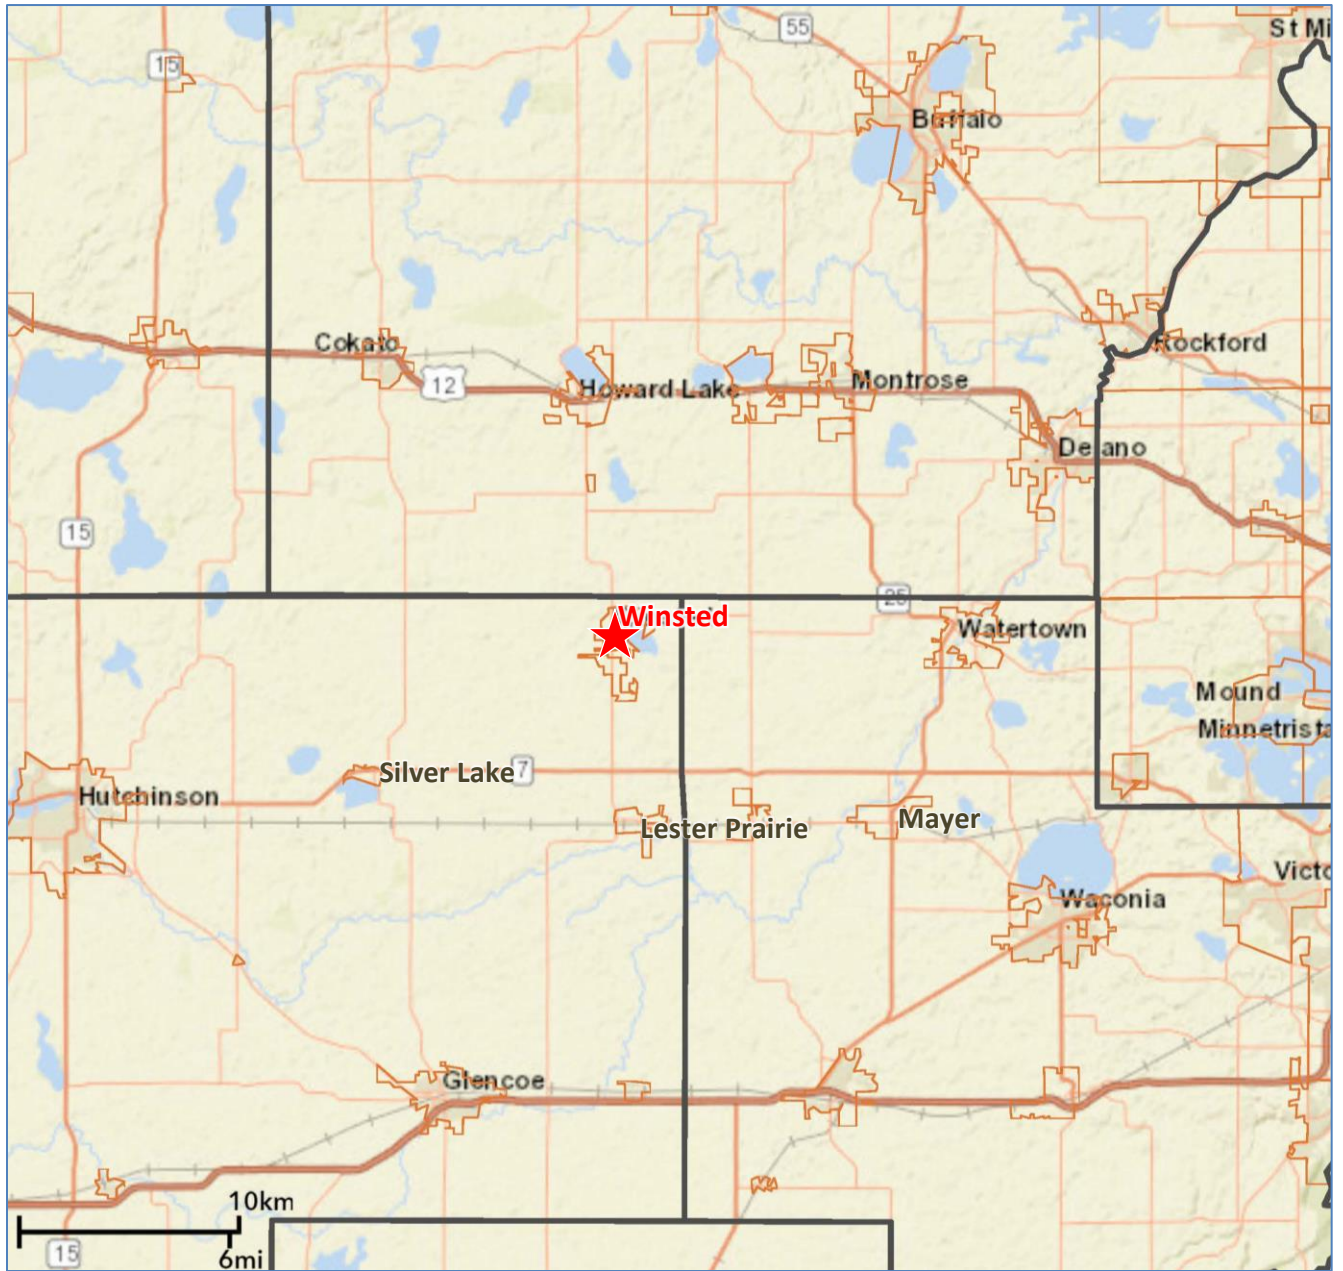 55
St Mi
15
Buffalo
Cokato
Rockford
12
Howard Lake
Montrose
Delano
15
25
Winsted
Watertown
Mound
Minnetrista
Silver Lake
7
Hutchinson
Lester Prairie
Mayer
Victo
Waconia
Glencoe
10km
6mi
15